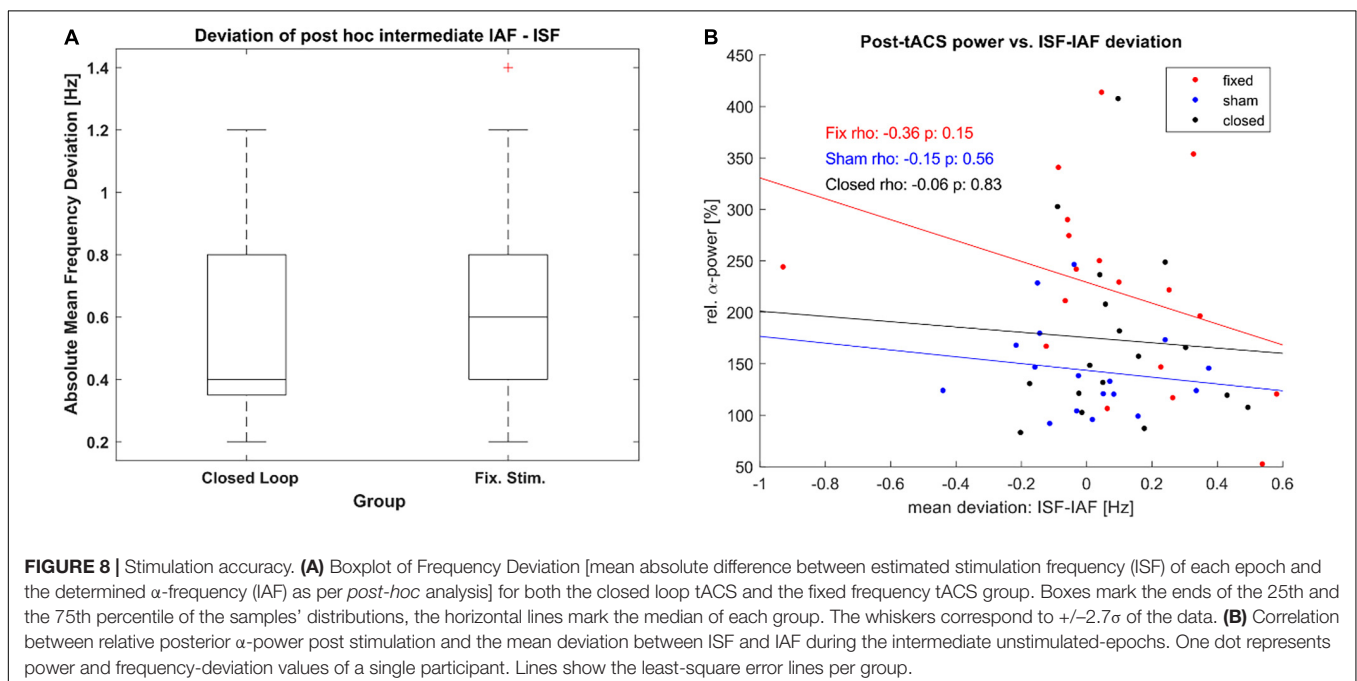 A
Deviation of post hoc intermediate IAF - ISF
Absolute Mean Frequency Deviation [Hz]
1.4
1.2
1
0.8
0.6
0.4
0.2
Closed Loop
Fix. Stim.
Group
B
Post-tACS power vs. ISF-IAF deviation
rel. α-power [%]
450
400
350
300
250
200
150
100
50
fixed
sham
closed
Fix rho: -0.36 p: 0.15
Sham rho: -0.15 p: 0.56
Closed rho: -0.06 p: 0.83
-1
-0.8
-0.6
-0.4
-0.2
0
0.2
0.4
0.6
mean deviation: ISF-IAF [Hz]
FIGURE 8 | Stimulation accuracy. (A) Boxplot of Frequency Deviation [mean absolute difference between estimated stimulation frequency (ISF) of each epoch and
the determined α-frequency (IAF) as per post-hoc analysis] for both the closed loop tACS and the fixed frequency tACS group. Boxes mark the ends of the 25th and
the 75th percentile of the samples' distributions, the horizontal lines mark the median of each group. The whiskers correspond to +/−2.7σ of the data. (B) Correlation
between relative posterior α-power post stimulation and the mean deviation between ISF and IAF during the intermediate unstimulated-epochs. One dot represents
power and frequency-deviation values of a single participant. Lines show the least-square error lines per group.